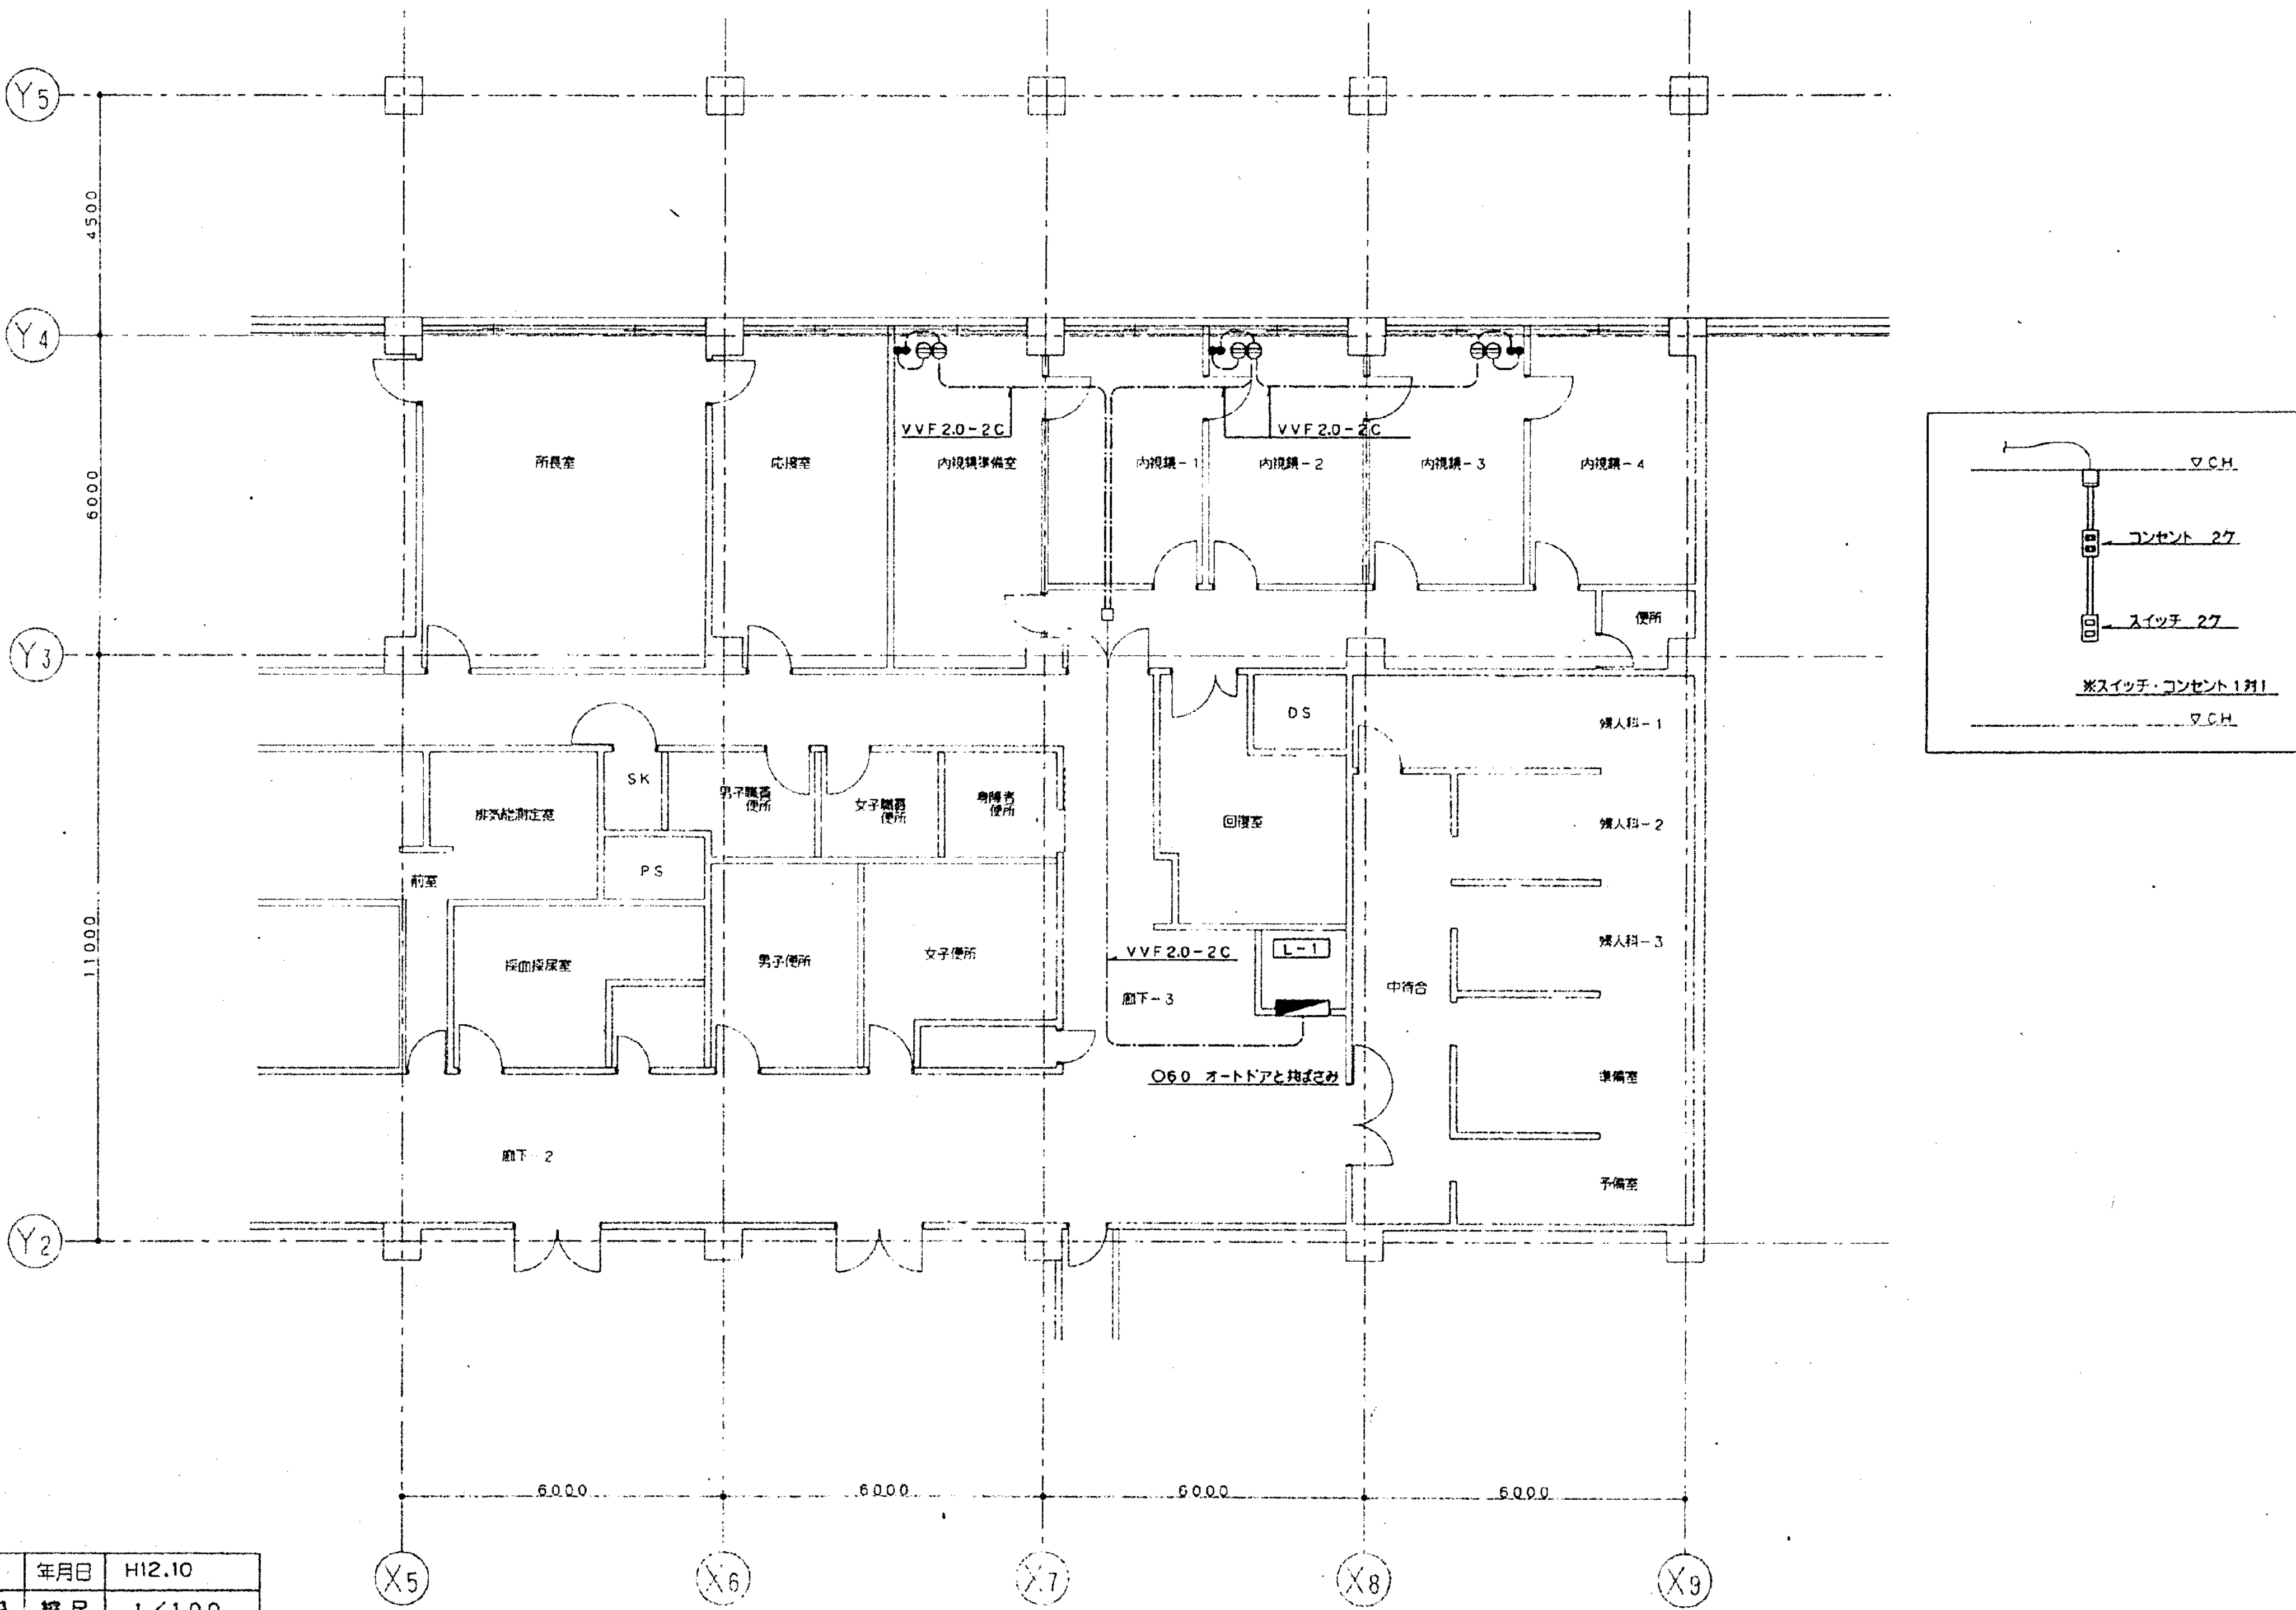 Y5
4500
Y4
VVF2.0-2C
VVF2.0-2C
所長室
応接室
内視鏡準備室
内視鏡-1
内視鏡-2
内視鏡-3
内視鏡-4
6000
▽CH
コンセント 2ケ
スイッチ 2ケ
※スイッチ・コンセント1対1
▽CH
便所
Y3
DS
婦人科-1
SK
男子職員
便所
女子職員
便所
身障者
便所
排気能測定室
回復室
婦人科-2
PS
前室
11000
採血採尿室
男子便所
女子便所
VVF2.0-2C
L-1
婦人科-3
廊下-3
中待合
○60 オートドアと共ばさみ
準備室
廊下-2
予備室
Y2
6000
6000
6000
6000
X5
X6
X7
X8
X9
年月日
H12.10
縮尺
1/100